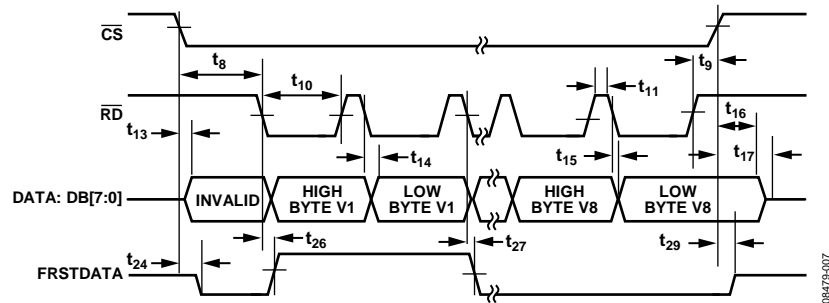 CS
t8
t9
t10
t11
RD
t16
t13
t14
t15
t17
DATA: DB[7:0]
INVALID
HIGH
BYTE V1
LOW
BYTE V1
HIGH
BYTE V8
LOW
BYTE V8
t24
t26
t27
t29
FRSTDATA
08479-007